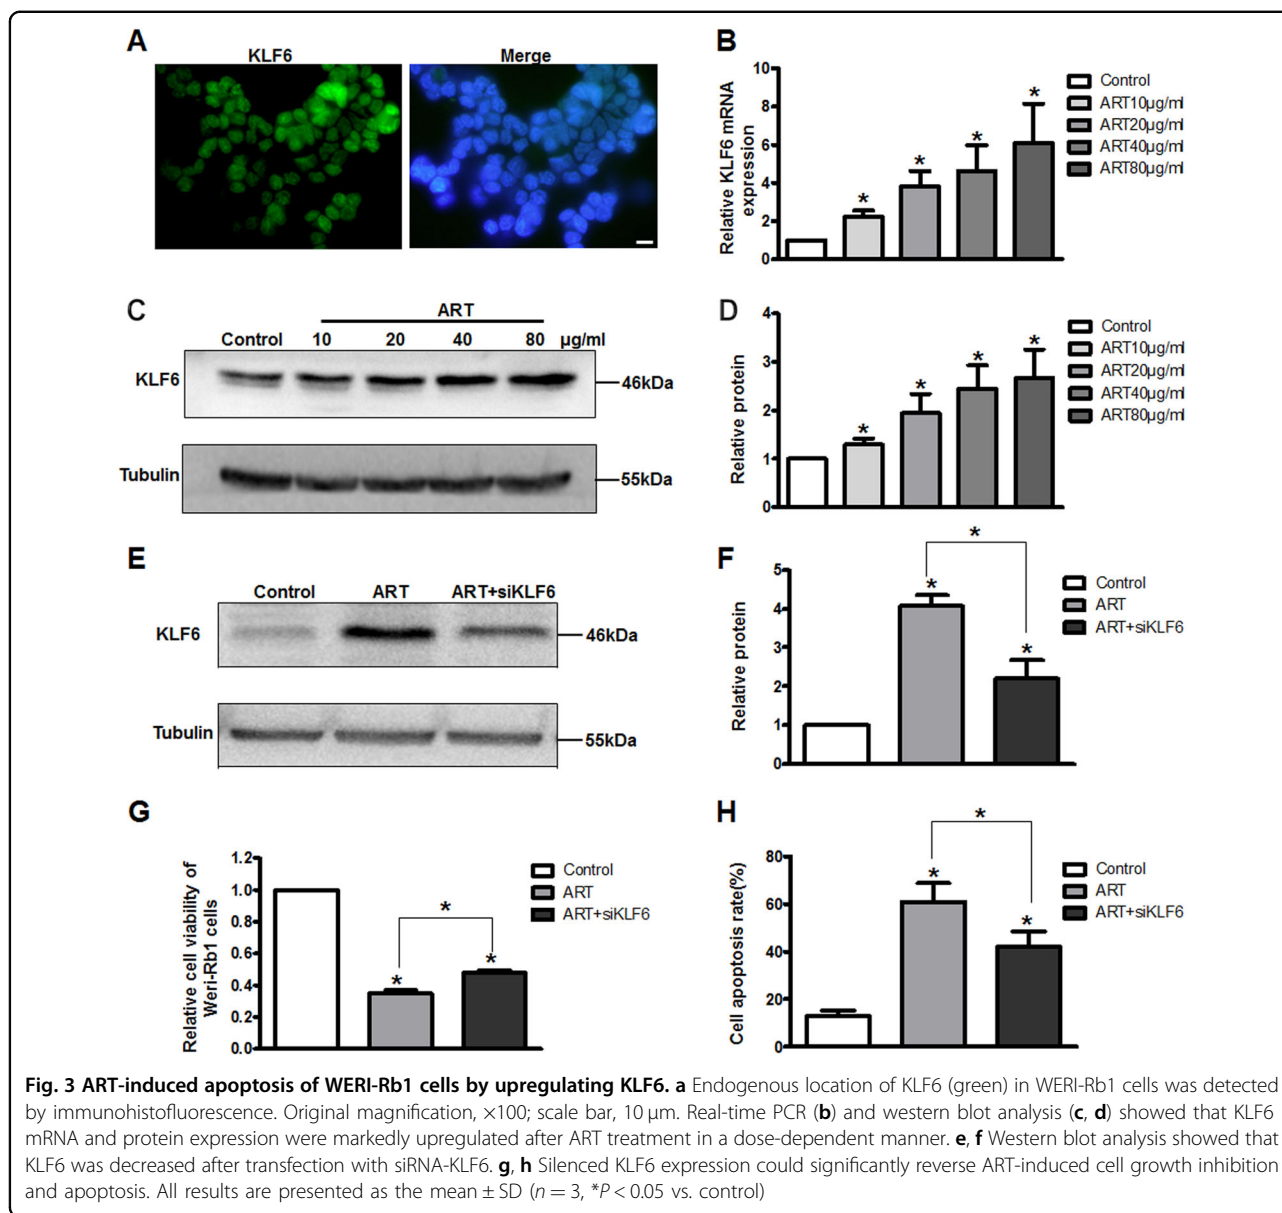 A
KLF6
Merge
B
Relative KLF6 mRNA
expression
10
8
6
4
2
0
*
*
*
*
Control
ART10μg/ml
ART20μg/ml
ART40μg/ml
ART80μg/ml
C
ART
Control 10 20 40 80 μg/ml
KLF6
46kDa
Tubulin
55kDa
D
Relative protein
4
3
2
1
0
*
*
*
*
Control
ART10μg/ml
ART20μg/ml
ART40μg/ml
ART80μg/ml
E
Control ART ART+siKLF6
KLF6
46kDa
Tubulin
55kDa
F
Relative protein
5
4
3
2
1
0
*
*
*
Control
ART
ART+siKLF6
G
Relative cell viability of
Weri-Rb1 cells
1.2
1.0
0.8
0.6
0.4
0.2
0.0
*
*
*
Control
ART
ART+siKLF6
H
Cell apoptosis rate(%)
80
60
40
20
0
*
*
*
Control
ART
ART+siKLF6
Fig. 3 ART-induced apoptosis of WERI-Rb1 cells by upregulating KLF6. a Endogenous location of KLF6 (green) in WERI-Rb1 cells was detected
by immunohistofluorescence. Original magnification, ×100; scale bar, 10 μm. Real-time PCR (b) and western blot analysis (c, d) showed that KLF6
mRNA and protein expression were markedly upregulated after ART treatment in a dose-dependent manner. e, f Western blot analysis showed that
KLF6 was decreased after transfection with siRNA-KLF6. g, h Silenced KLF6 expression could significantly reverse ART-induced cell growth inhibition
and apoptosis. All results are presented as the mean ± SD (n = 3, *P < 0.05 vs. control)